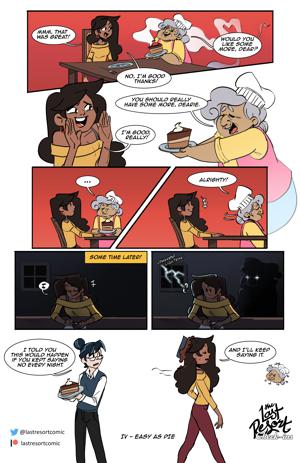 MMM, THAT
WAS GREAT!
WOULD YOU
LIKE SOME
MORE, DEAR?
NO, I'M GOOD
THANKS!
YOU SHOULD REALLY
HAVE SOME MORE, DEARIE.
I'M GOOD,
REALLY!
...
ALRIGHTY!
SOME TIME LATER!
I TOLD YOU
THIS WOULD HAPPEN
IF YOU KEPT SAYING
NO EVERY NIGHT.
AND I'LL KEEP
SAYING IT.
@lastresortcomic
lastresortcomic
IV - EASY AS PIE
The
Last
Resort
Check-in